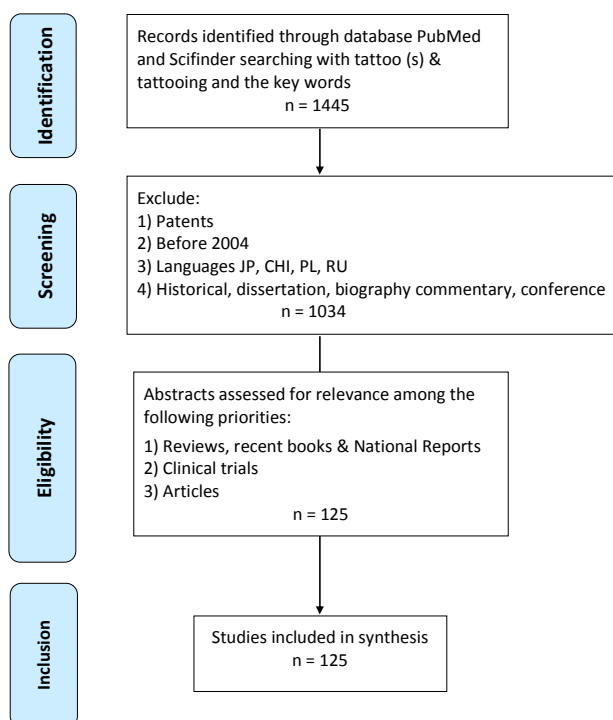 Identification
Records identified through database PubMed
and Scifinder searching with tattoo (s) &
tattooing and the key words
n = 1445
Screening
Exclude:
1) Patents
2) Before 2004
3) Languages JP, CHI, PL, RU
4) Historical, dissertation, biography commentary, conference
n = 1034
Eligibility
Abstracts assessed for relevance among the
following priorities:
1) Reviews, recent books & National Reports
2) Clinical trials
3) Articles
n = 125
Inclusion
Studies included in synthesis
n = 125